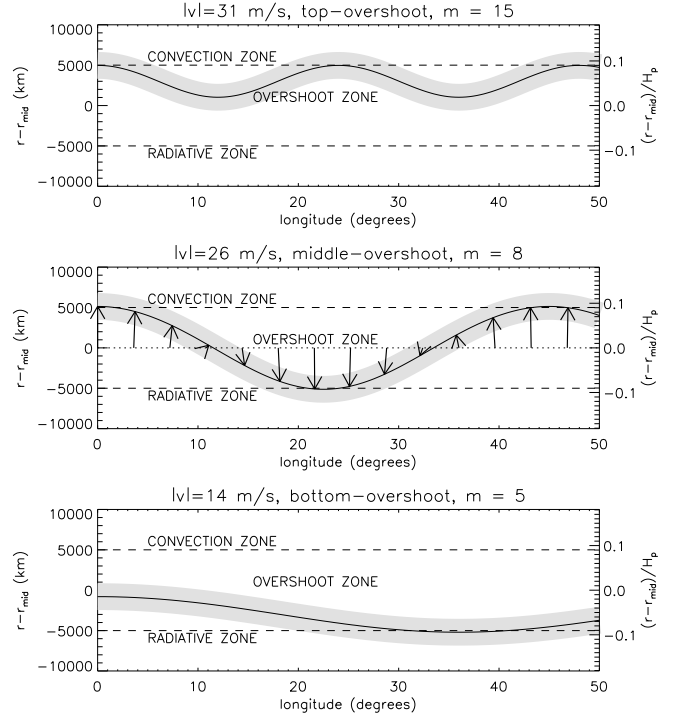 |v|=31 m/s, top-overshoot, m = 15
10000
5000
0
−5000
−10000
r−r_mid (km)
CONVECTION ZONE
OVERSHOOT ZONE
RADIATIVE ZONE
0.1
0.0
−0.1
(r−r_mid)/H_p
0 10 20 30 40 50
longitude (degrees)
|v|=26 m/s, middle-overshoot, m = 8
10000
5000
0
−5000
−10000
r−r_mid (km)
CONVECTION ZONE
OVERSHOOT ZONE
RADIATIVE ZONE
0.1
0.0
−0.1
(r−r_mid)/H_p
0 10 20 30 40 50
longitude (degrees)
|v|=14 m/s, bottom-overshoot, m = 5
10000
5000
0
−5000
−10000
r−r_mid (km)
CONVECTION ZONE
OVERSHOOT ZONE
RADIATIVE ZONE
0.1
0.0
−0.1
(r−r_mid)/H_p
0 10 20 30 40 50
longitude (degrees)